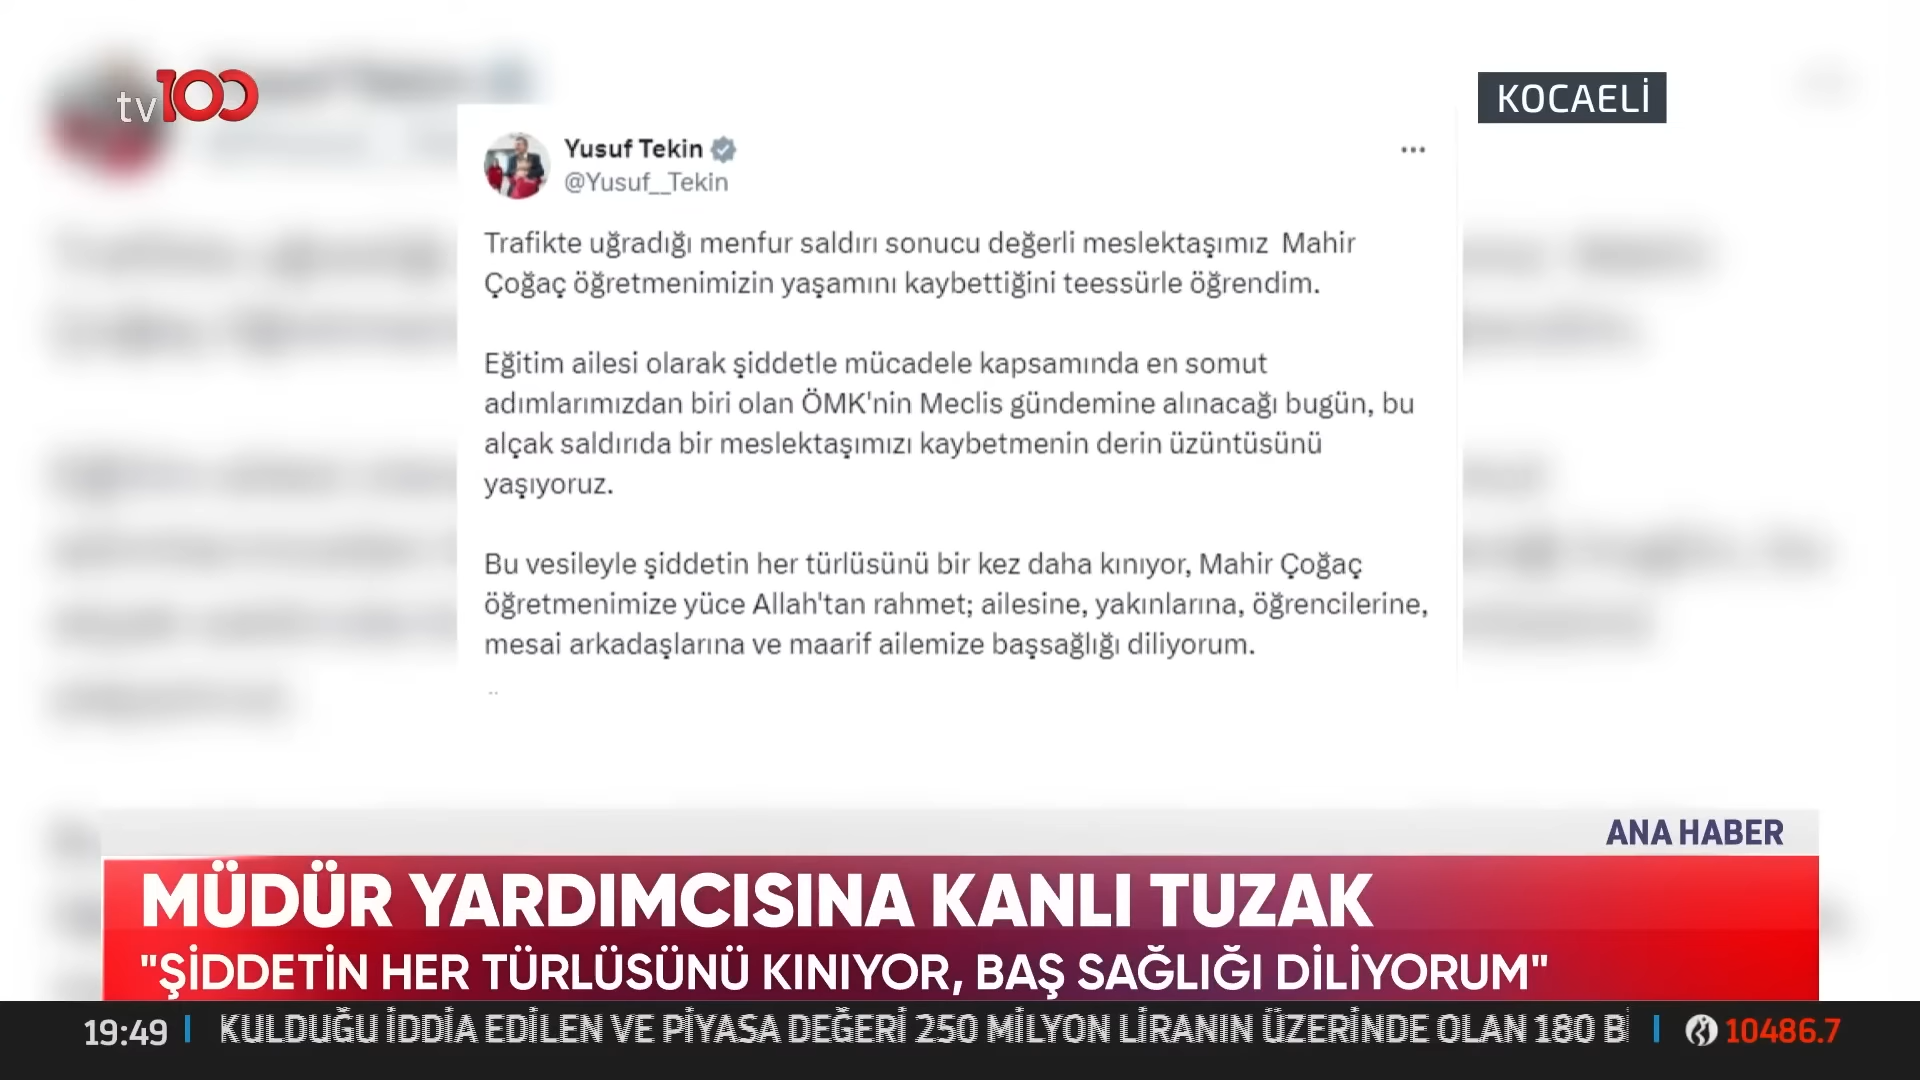 tv100
KOCAELİ
Yusuf Tekin
@Yusuf__Tekin
Trafikte uğradığı menfur saldırı sonucu değerli meslektaşımız  Mahir
Çoğaç öğretmenimizin yaşamını kaybettiğini teessürle öğrendim.
Eğitim ailesi olarak şiddetle mücadele kapsamında en somut
adımlarımızdan biri olan ÖMK'nin Meclis gündemine alınacağı bugün, bu
alçak saldırıda bir meslektaşımızı kaybetmenin derin üzüntüsünü
yaşıyoruz.
Bu vesileyle şiddetin her türlüsünü bir kez daha kınıyor, Mahir Çoğaç
öğretmenimize yüce Allah'tan rahmet; ailesine, yakınlarına, öğrencilerine,
mesai arkadaşlarına ve maarif ailemize başsağlığı diliyorum.
ANA HABER
MÜDÜR YARDIMCISINA KANLI TUZAK
"ŞİDDETİN HER TÜRLÜSÜNÜ KINIYOR, BAŞ SAĞLIĞI DİLİYORUM"
19:49 KULDUĞU İDDİA EDİLEN VE PİYASA DEĞERİ 250 MİLYON LİRANIN ÜZERİNDE OLAN 180 Bİ 10486.7